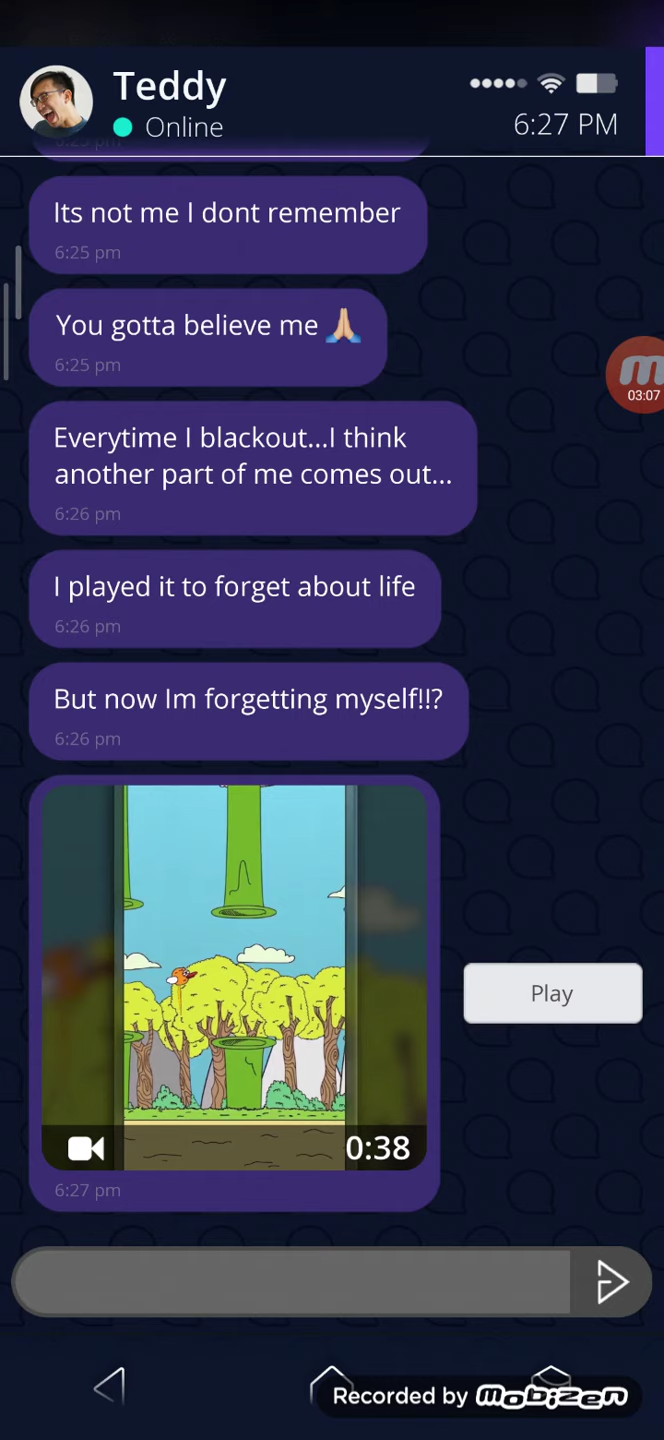 Teddy
Online
6:27 PM
6:25 pm
Its not me I dont remember
6:25 pm
You gotta believe me 🙏🏼
6:25 pm
03:07
Everytime I blackout...I think
another part of me comes out...
6:26 pm
I played it to forget about life
6:26 pm
But now Im forgetting myself!!?
6:26 pm
Play
0:38
6:27 pm
Recorded by mobizen